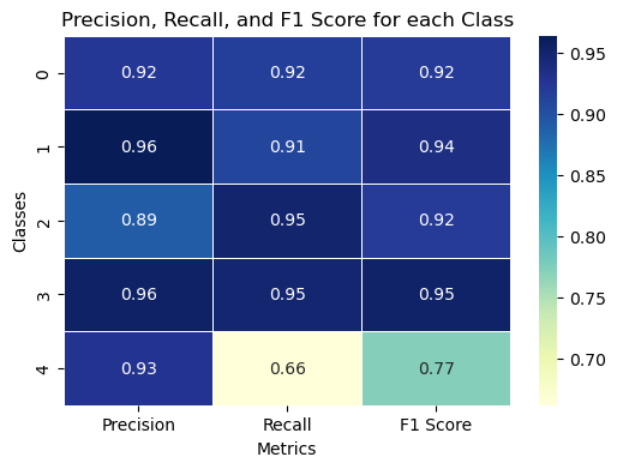 Precision, Recall, and F1 Score for each Class
0 0.92 0.92 0.92
1 0.96 0.91 0.94
2 0.89 0.95 0.92
3 0.96 0.95 0.95
4 0.93 0.66 0.77
Classes
Precision Recall F1 Score
Metrics
0.95
0.90
0.85
0.80
0.75
0.70